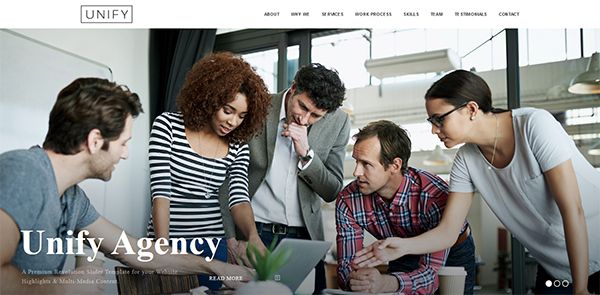 UNIFY
ABOUT WHY WE SERVICES WORK PROCESS SKILLS TEAM TESTIMONIALS CONTACT
Unify Agency
A Premium Revolution Slider Template for your Website
Highlights & Multi-Media Content.
READ MORE